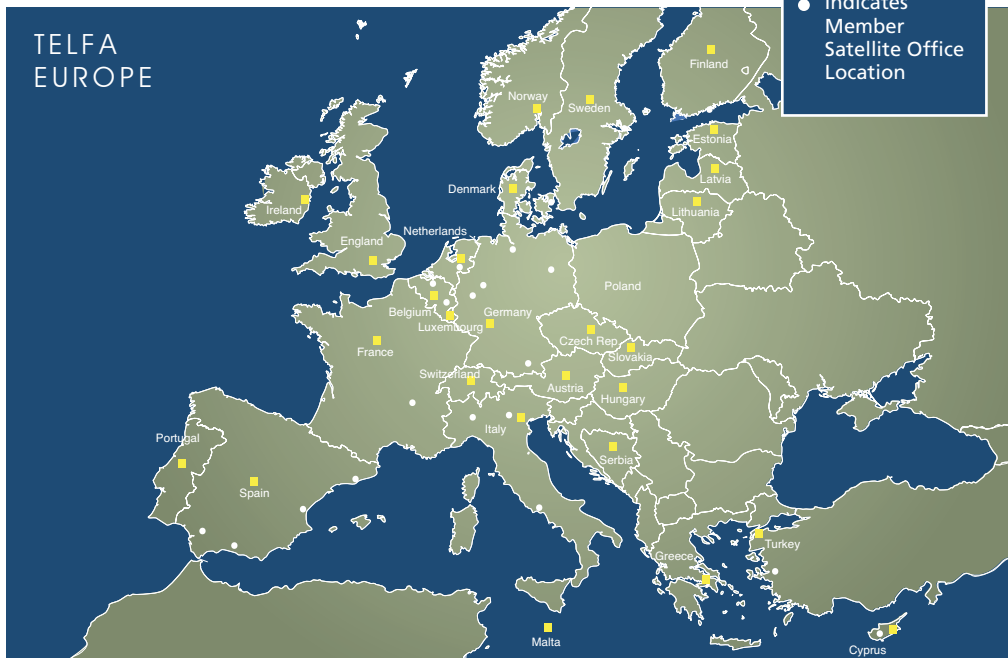 TELFA
EUROPE
Indicates
Member
Satellite Office
Location
Finland
Norway
Sweden
Estonia
Latvia
Denmark
Lithuania
Ireland
Netherlands
England
Poland
Belgium
Germany
Luxembourg
Czech Rep.
France
Slovakia
Switzerland
Austria
Hungary
Italy
Portugal
Serbia
Spain
Turkey
Greece
Malta
Cyprus